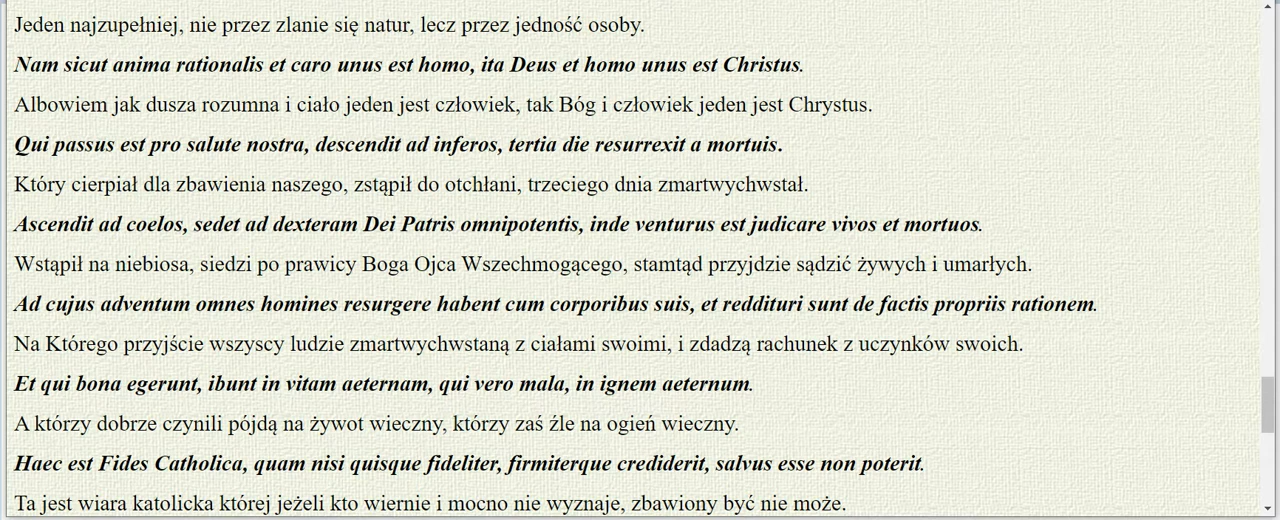 Jeden najzupełniej, nie przez zlanie się natur, lecz przez jedność osoby.
Nam sicut anima rationalis et caro unus est homo, ita Deus et homo unus est Christus.
Albowiem jak dusza rozumna i ciało jeden jest człowiek, tak Bóg i człowiek jeden jest Chrystus.
Qui passus est pro salute nostra, descendit ad inferos, tertia die resurrexit a mortuis.
Który cierpiał dla zbawienia naszego, zstąpił do otchłani, trzeciego dnia zmartwychwstał.
Ascendit ad coelos, sedet ad dexteram Dei Patris omnipotentis, inde venturus est judicare vivos et mortuos.
Wstąpił na niebiosa, siedzi po prawicy Boga Ojca Wszechmogącego, stamtąd przyjdzie sądzić żywych i umarłych.
Ad cujus adventum omnes homines resurgere habent cum corporibus suis, et reddituri sunt de factis propriis rationem.
Na Którego przyjście wszyscy ludzie zmartwychwstaną z ciałami swoimi, i zdadzą rachunek z uczynków swoich.
Et qui bona egerunt, ibunt in vitam aeternam, qui vero mala, in ignem aeternum.
A którzy dobrze czynili pójdą na żywot wieczny, którzy zaś źle na ogień wieczny.
Haec est Fides Catholica, quam nisi quisque fideliter, firmiterque crediderit, salvus esse non poterit.
Ta jest wiara katolicka której jeżeli kto wiernie i mocno nie wyznaje, zbawiony być nie może.